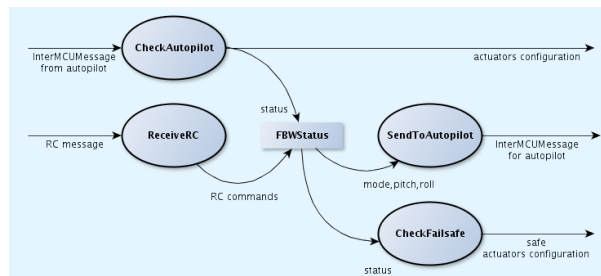 CheckAutopilot
InterMCUMessage
from autopilot
actuators configuration
status
ReceiveRC
FBWStatus
SendToAutopilot
RC message
InterMCUMessage
for autopilot
mode,pitch,roll
RC commands
CheckFailsafe
safe
actuators configuration
status